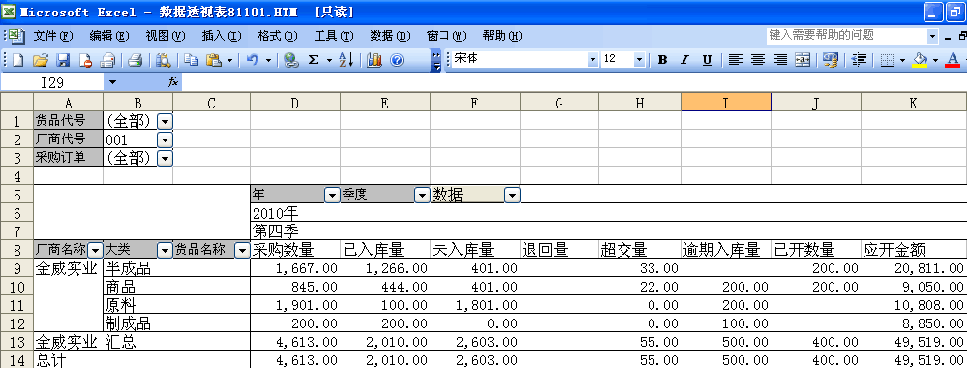 Microsoft Excel - 数据透视表81101.HTM [只读]
文件(F) 编辑(E) 视图(V) 插入(I) 格式(O) 工具(T) 数据(D) 窗口(W) 帮助(H) 键入需要帮助的问题
宋体 12 B I U
I29 fx
A B C D E F G H I J K
1 货品代号 (全部)
2 厂商代号 001
3 采购订单 (全部)
4
5 年 季度 数据
6 2010年
7 第四季
8 厂商名称 大类 货品名称 采购数量 已入库量 未入库量 退回量 超交量 逾期入库量 已开数量 应开金额
9 金威实业 半成品 1,667.00 1,266.00 401.00 33.00 200.00 20,811.00
10 商品 845.00 444.00 401.00 22.00 200.00 200.00 9,050.00
11 原料 1,901.00 100.00 1,801.00 0.00 200.00 10,808.00
12 制成品 200.00 200.00 0.00 0.00 100.00 8,850.00
13 金威实业 汇总 4,613.00 2,010.00 2,603.00 55.00 500.00 400.00 49,519.00
14 总计 4,613.00 2,010.00 2,603.00 55.00 500.00 400.00 49,519.00